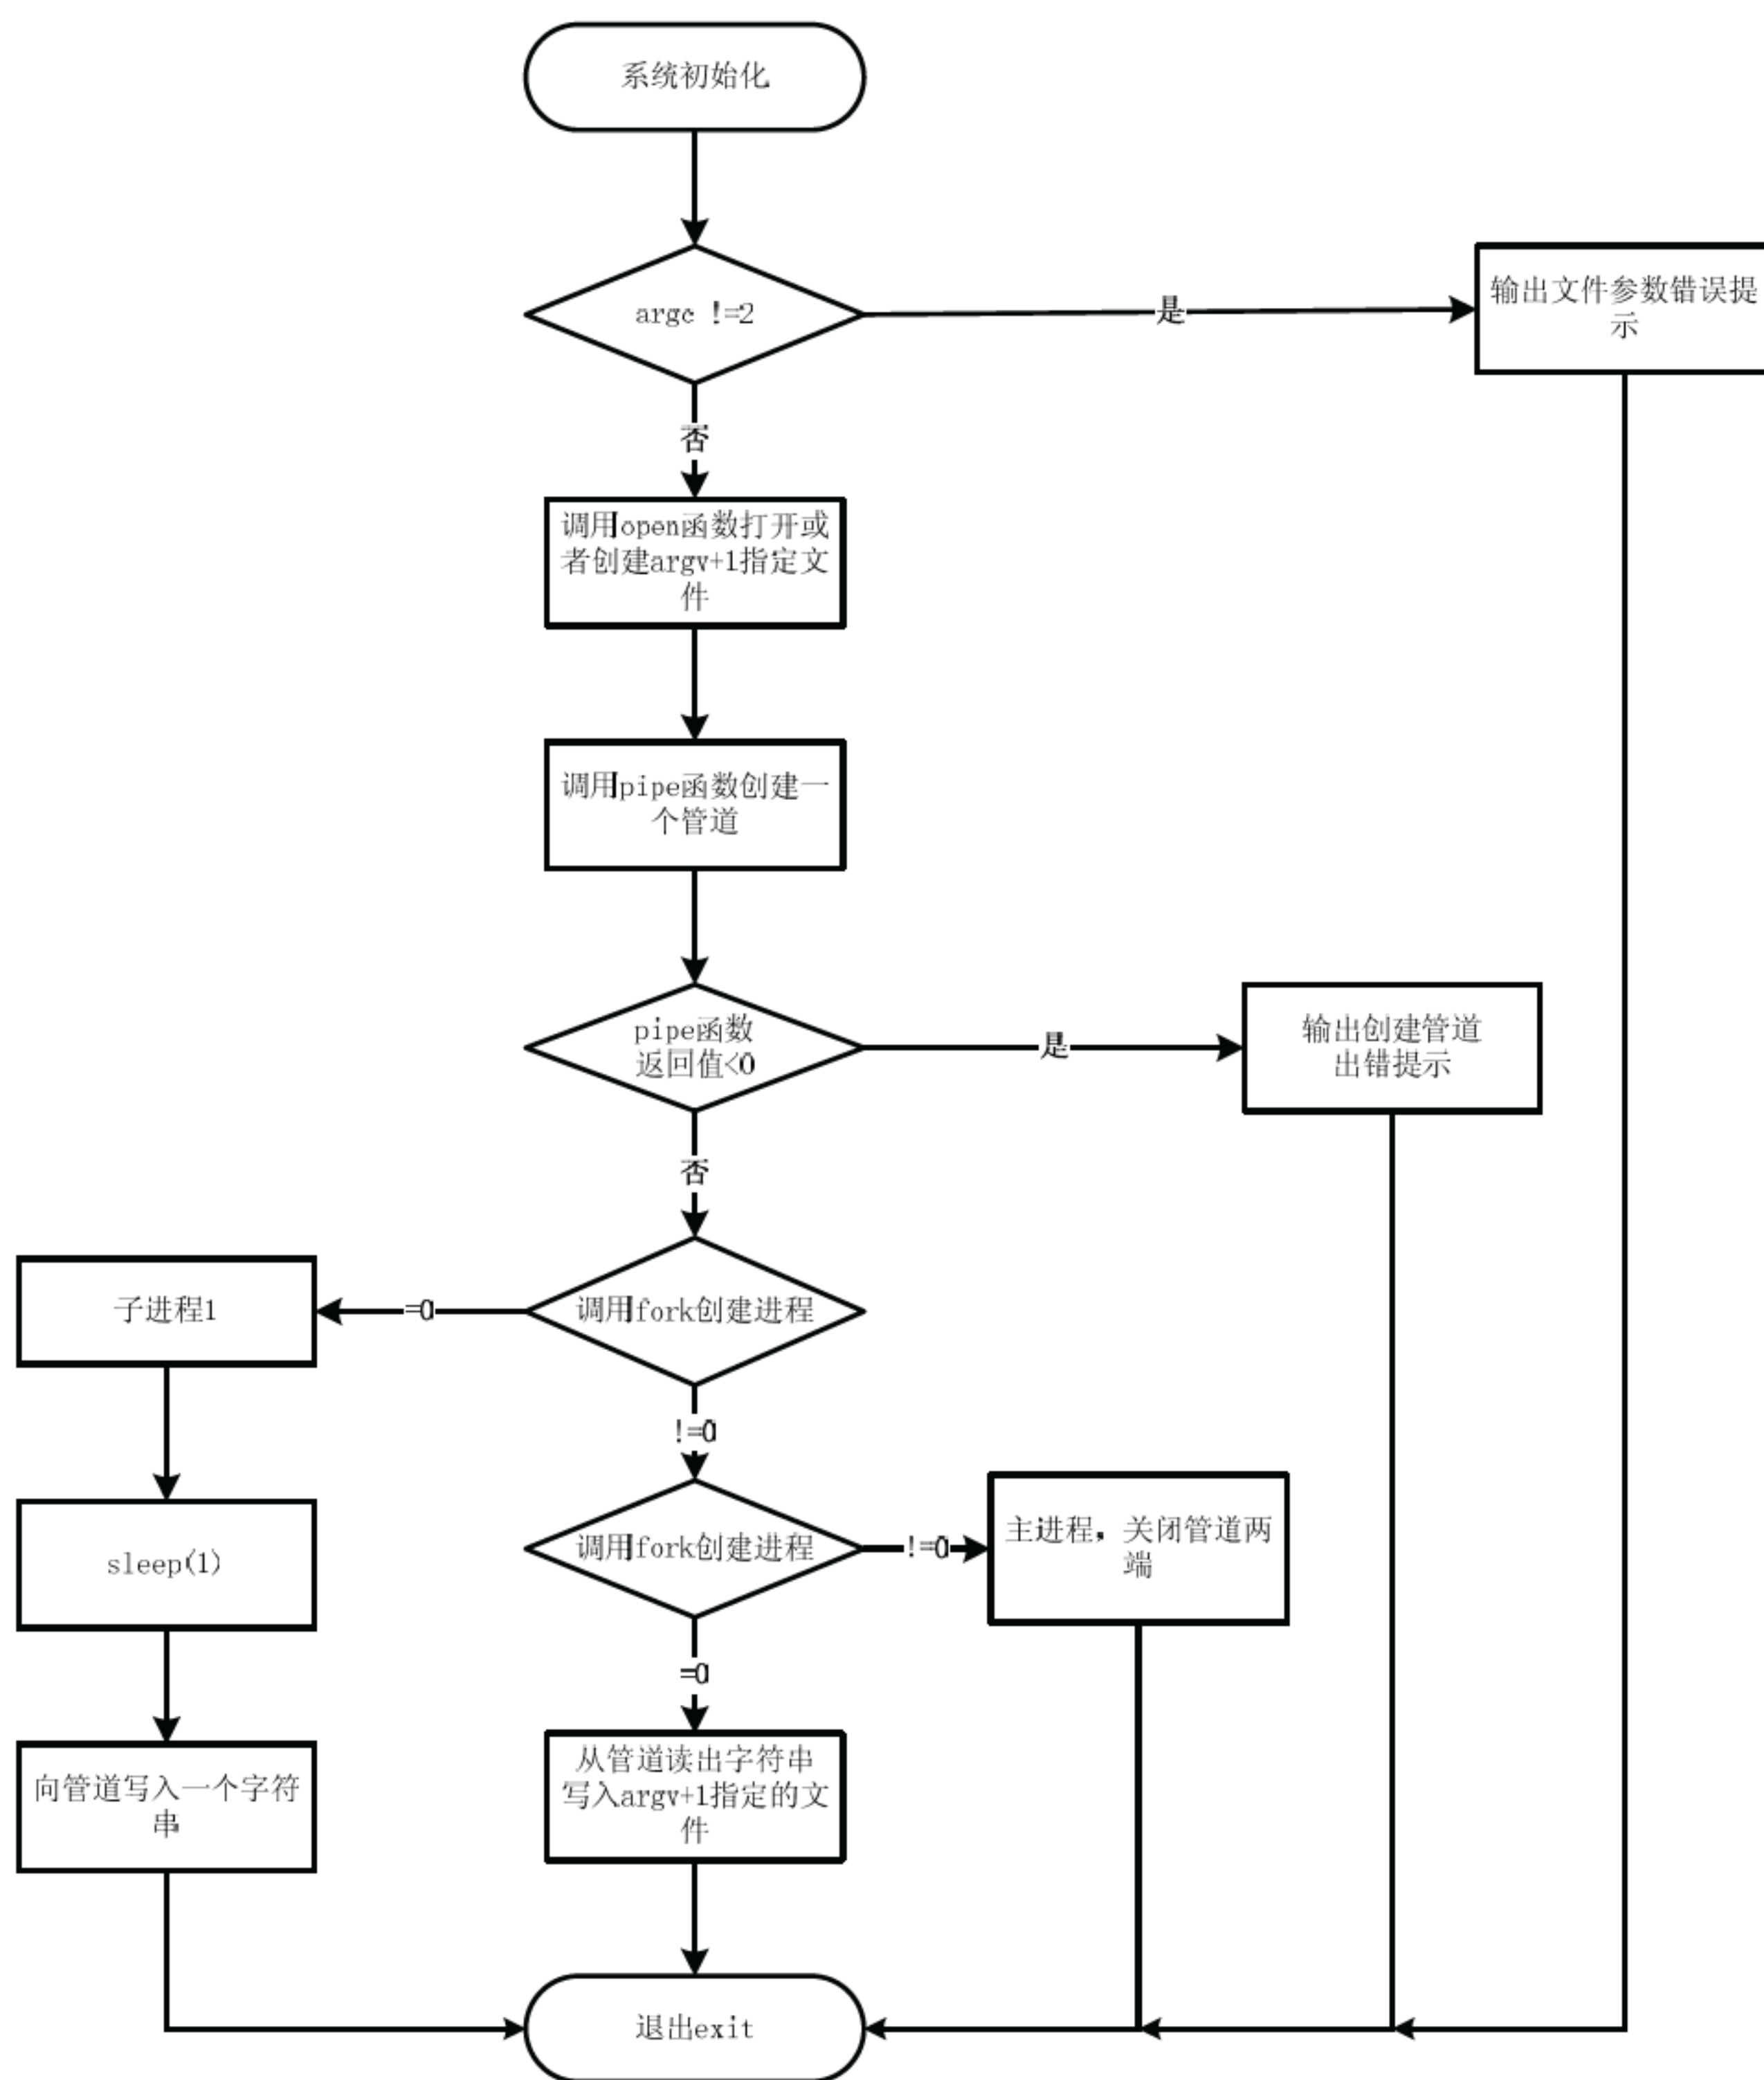 系统初始化
argc !=2
是
输出文件参数错误提
示
否
调用open函数打开或
者创建argv+1指定文
件
调用pipe函数创建一
个管道
pipe函数
返回值<0
是
输出创建管道
出错提示
否
子进程1
=0
调用fork创建进程
!=0
sleep(1)
调用fork创建进程
!=0
主进程，关闭管道两
端
=0
向管道写入一个字符
串
从管道读出字符串
写入argv+1指定的文
件
退出exit